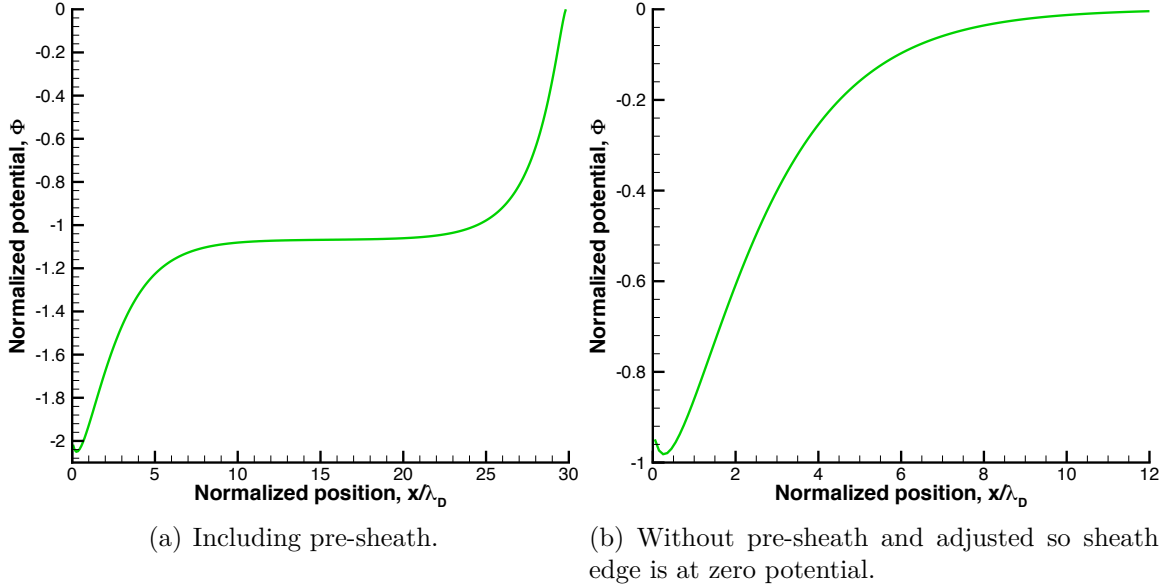 0
-0.2
-0.4
-0.6
-0.8
-1
-1.2
-1.4
-1.6
-1.8
-2
Normalized potential, Φ
0 5 10 15 20 25 30
Normalized position, x/λ_D
(a) Including pre-sheath.
0
-0.2
-0.4
-0.6
-0.8
-1
Normalized potential, Φ
0 2 4 6 8 10 12
Normalized position, x/λ_D
(b) Without pre-sheath and adjusted so sheath
edge is at zero potential.